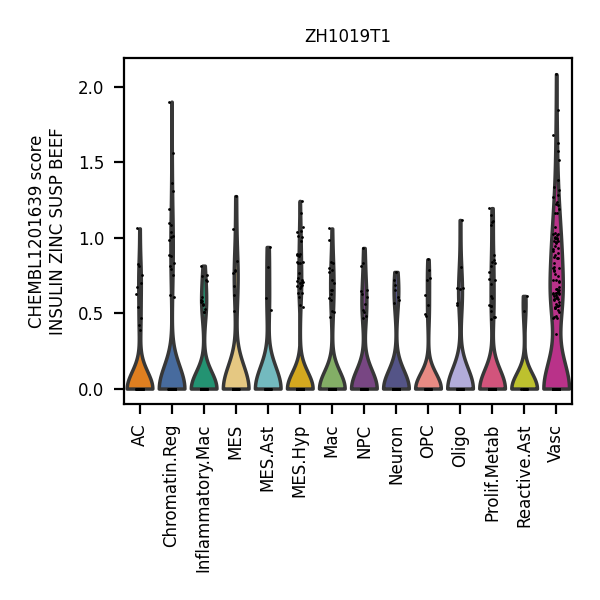 ZH1019T1
CHEMBL1201639 score
INSULIN ZINC SUSP BEEF
2.0
1.5
1.0
0.5
0.0
AC
Chromatin.Reg
Inflammatory.Mac
MES
MES.Ast
MES.Hyp
Mac
NPC
Neuron
OPC
Oligo
Prolif.Metab
Reactive.Ast
Vasc